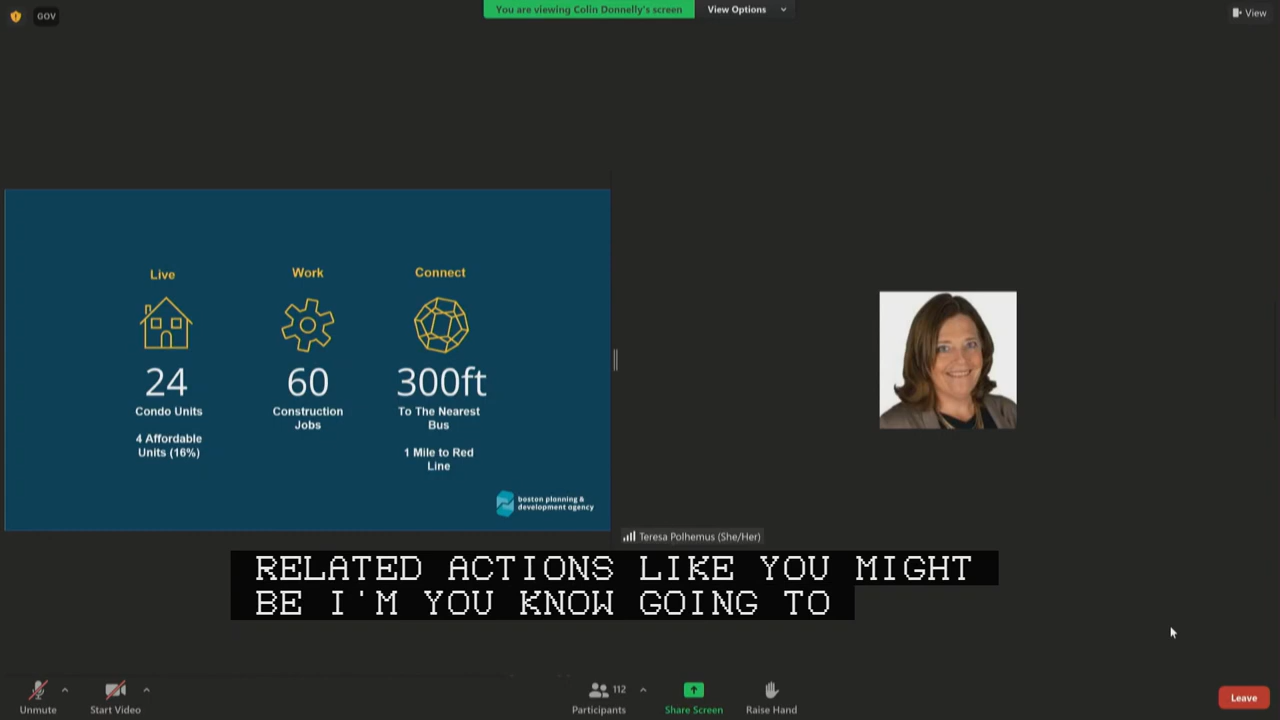 GOV
You are viewing Colin Donnelly's screen
View Options
View
Live
Work
Connect
24
60
300ft
Condo Units
Construction
Jobs
To The Nearest
Bus
4 Affordable
Units (16%)
1 Mile to Red
Line
boston planning &
development agency
Teresa Polhemus (She/Her)
RELATED ACTIONS LIKE YOU MIGHT
BE I'M YOU KNOW GOING TO
Unmute
Start Video
112
Participants
Share Screen
Raise Hand
Leave